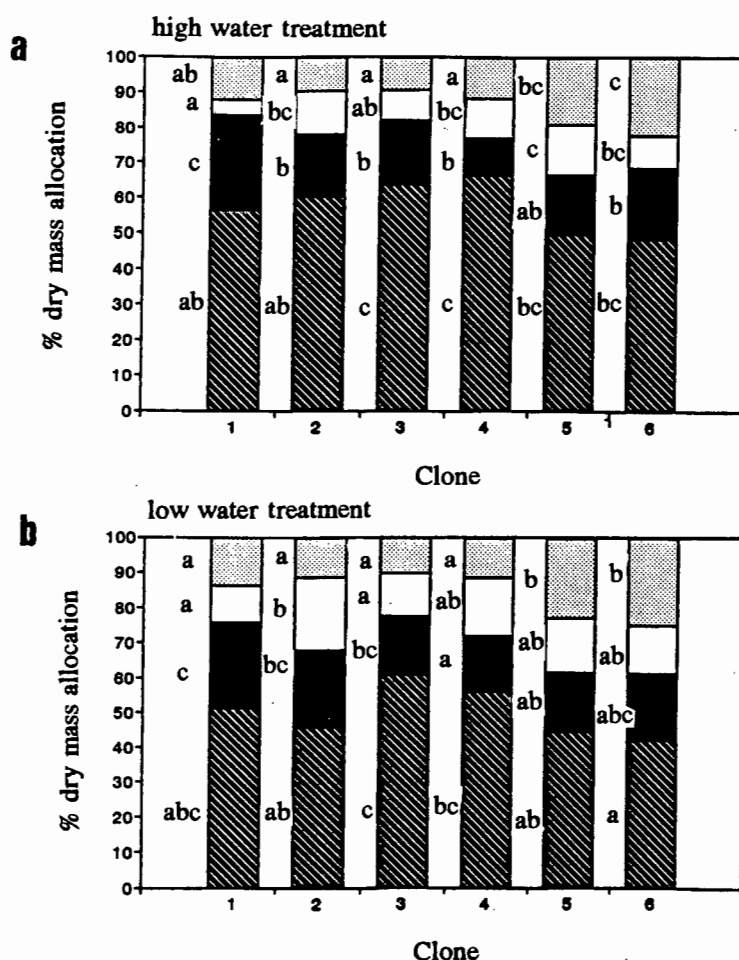 a
high water treatment
% dry mass allocation
100
90
80
70
60
50
40
30
20
10
0
ab a a a bc c
a bc ab bc c bc
c b b b ab b
ab ab c c bc bc
1 2 3 4 5 6
Clone
b
low water treatment
% dry mass allocation
100
90
80
70
60
50
40
30
20
10
0
a a a a b b
a b a ab ab ab
c bc bc a ab abc
abc ab c bc ab a
1 2 3 4 5 6
Clone